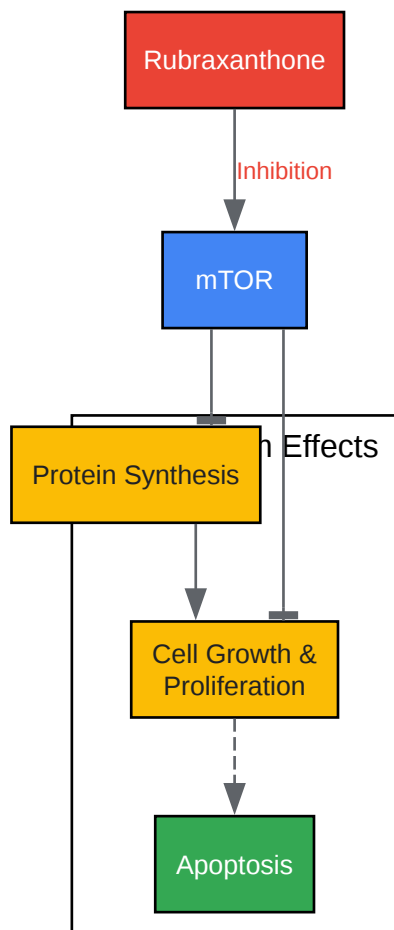 Rubraxanthone
Inhibition
mTOR
Effects
Protein Synthesis
Cell Growth &
Proliferation
Apoptosis